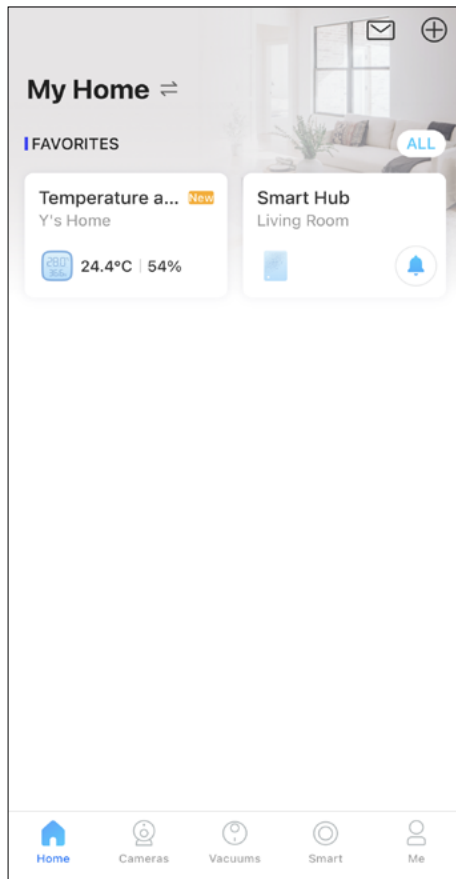 My Home
FAVORITES
ALL
Temperature a... New
Y's Home
24.4°C | 54%
Smart Hub
Living Room
Home
Cameras
Vacuums
Smart
Me